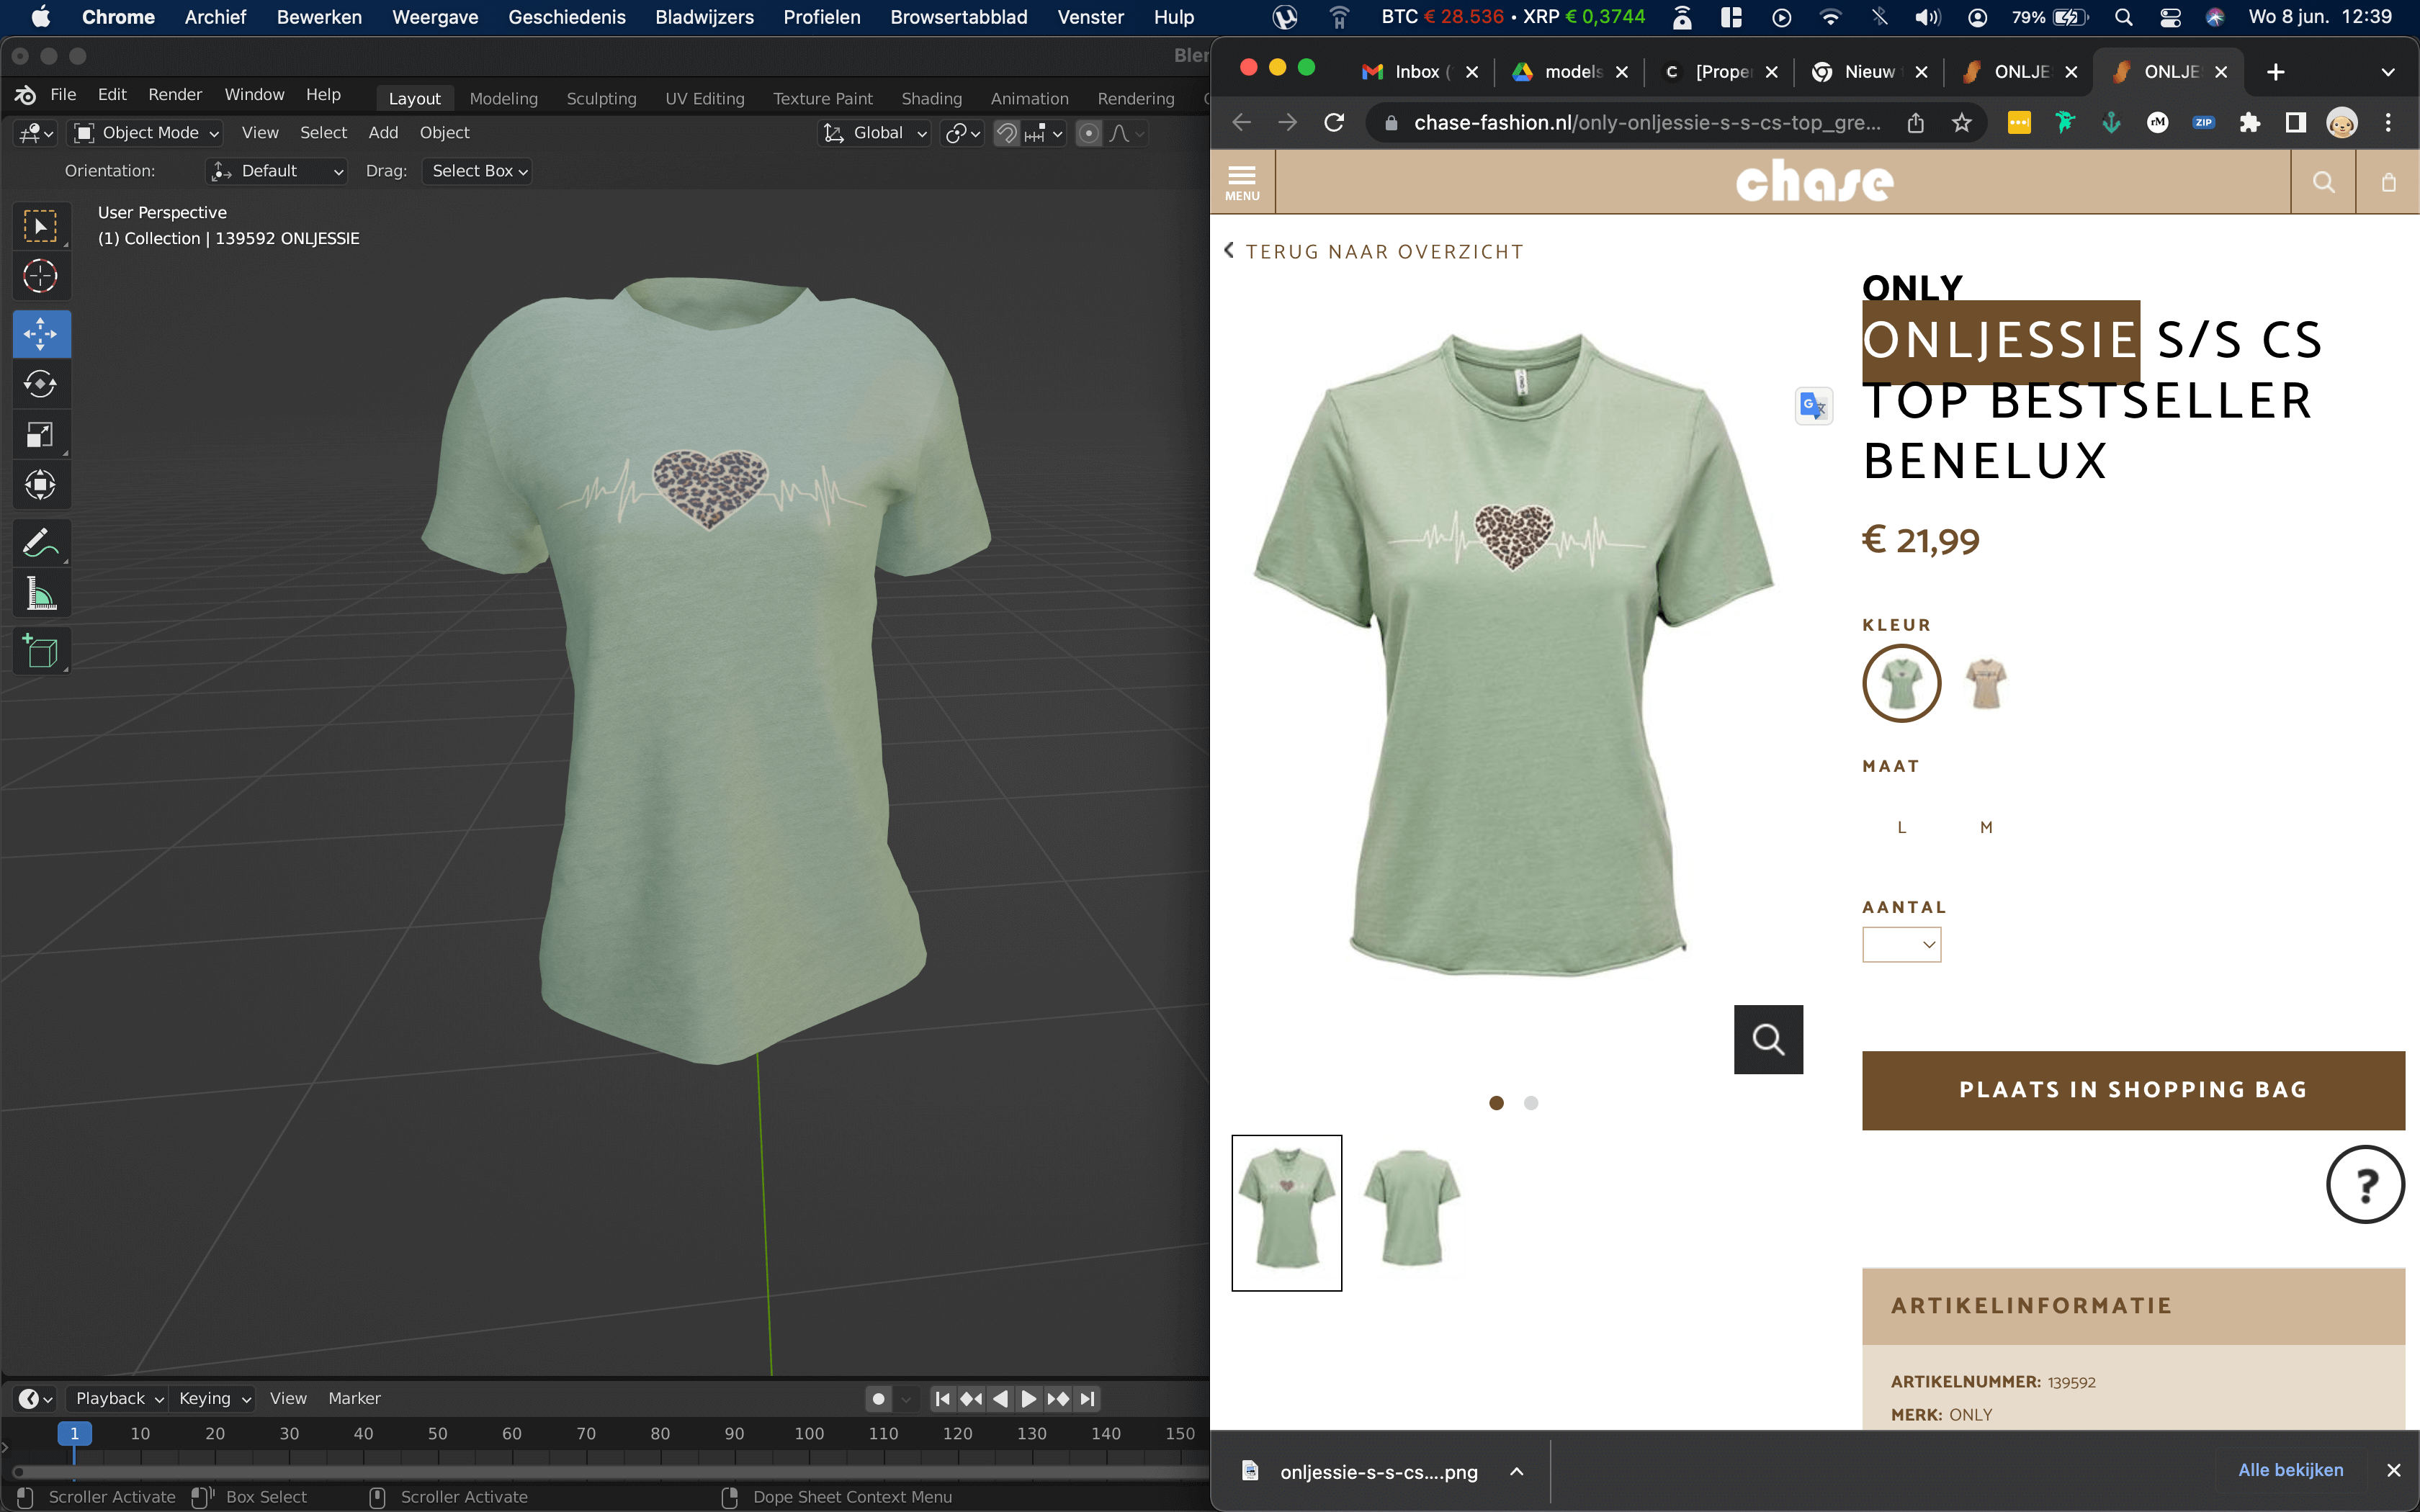 Chrome Archief Bewerken Weergave Geschiedenis Bladwijzers Profielen Browsertabblad Venster Hulp
BTC € 28.536 • XRP € 0,3744
79%
Wo 8 jun. 12:39
File Edit Render Window Help
Layout Modeling Sculpting UV Editing Texture Paint Shading Animation Rendering
Object Mode View Select Add Object
Global
Orientation: Default Drag: Select Box
User Perspective
(1) Collection | 139592 ONLJESSIE
Playback Keying View Marker
1 10 20 30 40 50 60 70 80 90 100 110 120 130 140 150
Scroller Activate Box Select Scroller Activate Dope Sheet Context Menu
Inbox ( models [Prope Nieuw ONLJE ONLJE
chase-fashion.nl/only-onljessie-s-s-cs-top_gre...
rM
ZIP
MENU
chase
TERUG NAAR OVERZICHT
ONLY
ONLJESSIE S/S CS
TOP BESTSELLER
BENELUX
€ 21,99
KLEUR
MAAT
L M
AANTAL
PLAATS IN SHOPPING BAG
?
ARTIKELINFORMATIE
ARTIKELNUMMER: 139592
MERK: ONLY
onljessie-s-s-cs....png
Alle bekijken